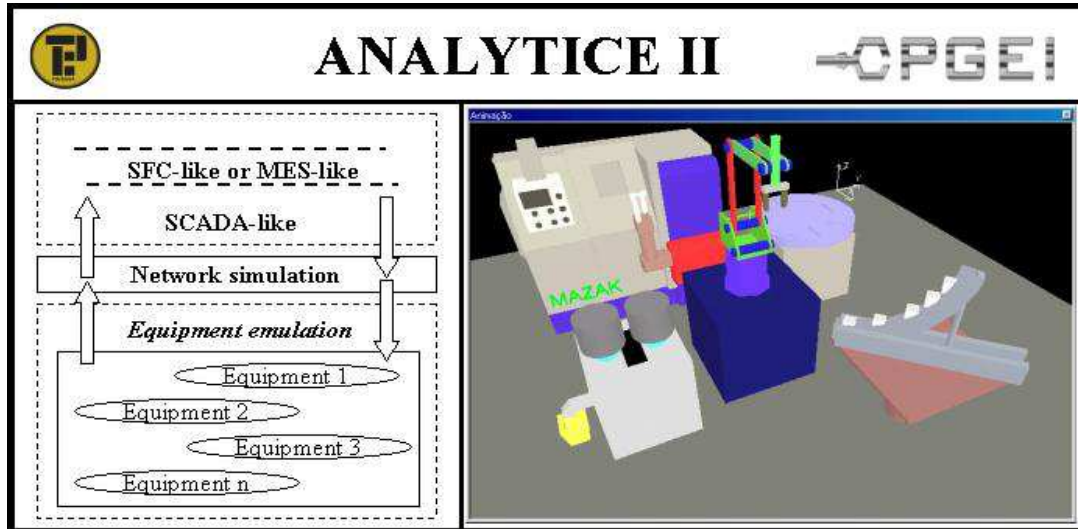 ANALYTICE II
CPGEI
SFC-like or MES-like
SCADA-like
Network simulation
Equipment emulation
Equipment 1
Equipment 2
Equipment 3
Equipment n
Animação
MAZAK